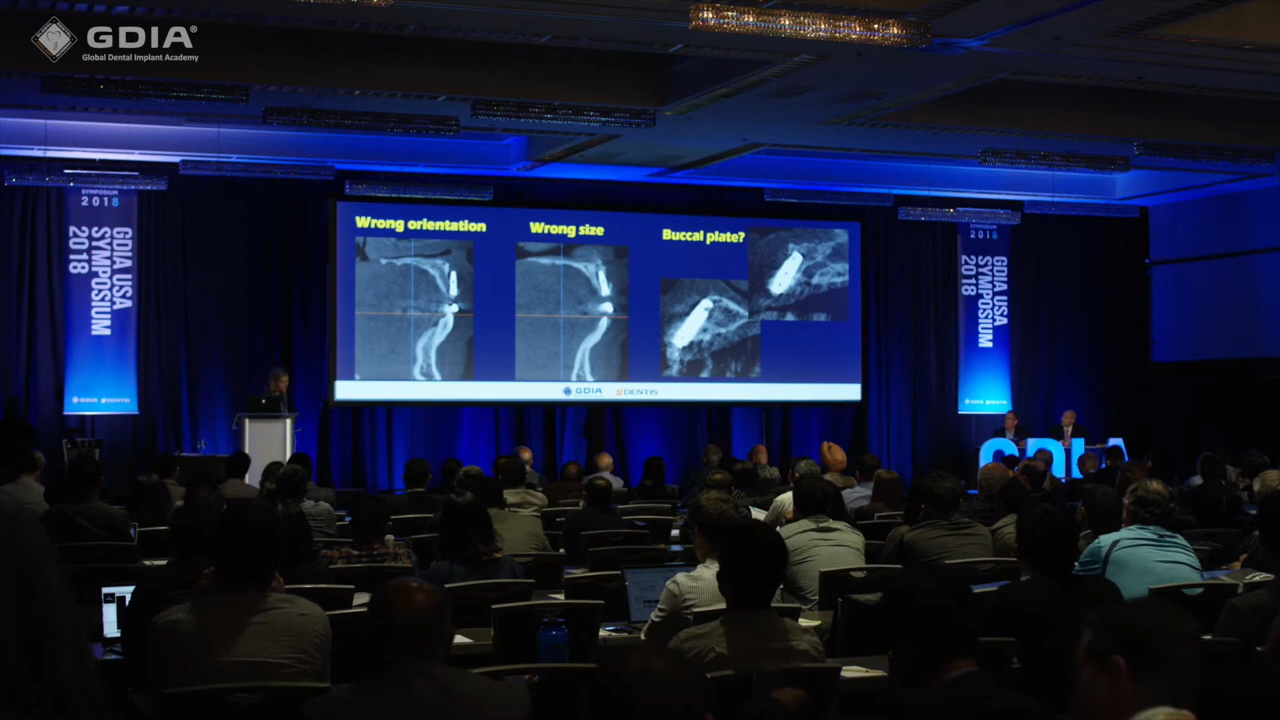 GDIA®
Global Dental Implant Academy
SYMPOSIUM
2018
GDIA USA
SYMPOSIUM
2018
GDIA DENTIS
Wrong orientation
Wrong size
Buccal plate?
GDIA DENTIS
SYMPOSIUM
2018
GDIA USA
SYMPOSIUM
2018
GDIA DENTIS
GDIA